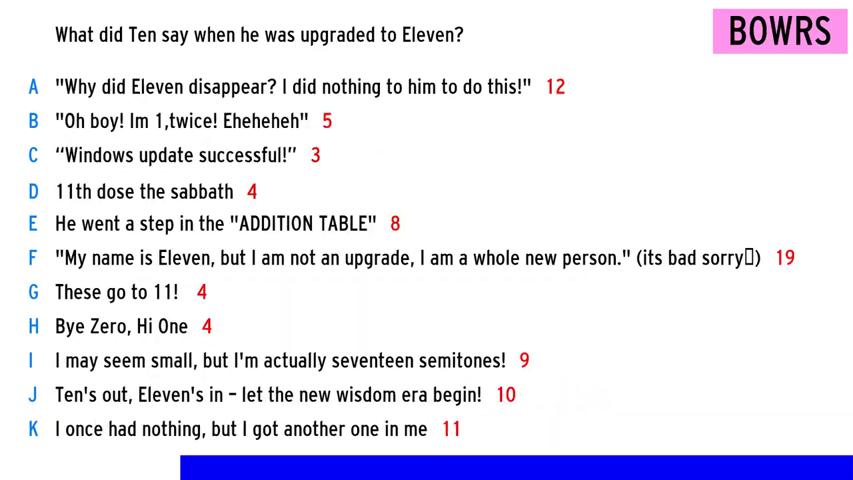 What did Ten say when he was upgraded to Eleven?
BOWRS
A "Why did Eleven disappear? I did nothing to him to do this!" 12
B "Oh boy! Im 1,twice! Eheheheh" 5
C “Windows update successful!” 3
D 11th dose the sabbath 4
E He went a step in the "ADDITION TABLE" 8
F "My name is Eleven, but I am not an upgrade, I am a whole new person." (its bad sorry▯) 19
G These go to 11! 4
H Bye Zero, Hi One 4
I I may seem small, but I'm actually seventeen semitones! 9
J Ten's out, Eleven's in – let the new wisdom era begin! 10
K I once had nothing, but I got another one in me 11